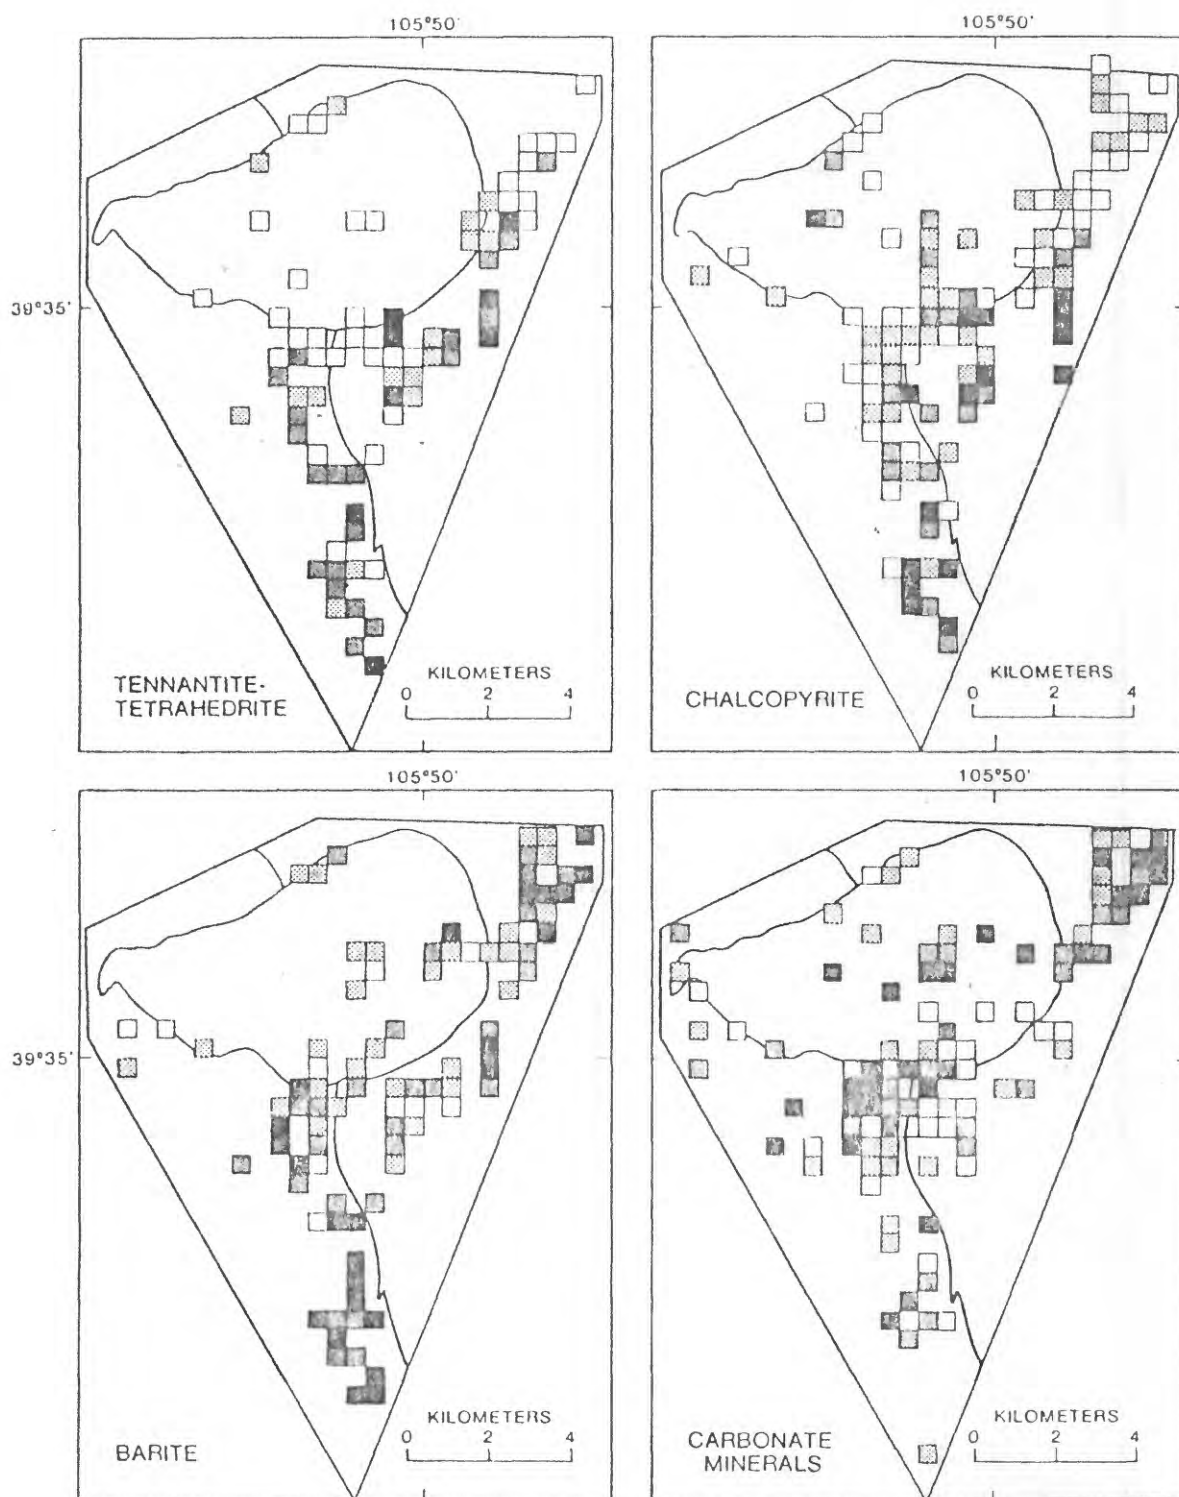 105°50'
105°50'
39°35'
TENNANTITE-
TETRAHEDRITE
KILOMETERS
0 2 4
CHALCOPYRITE
KILOMETERS
0 2 4
105°50'
105°50'
39°35'
BARITE
KILOMETERS
0 2 4
CARBONATE
MINERALS
KILOMETERS
0 2 4